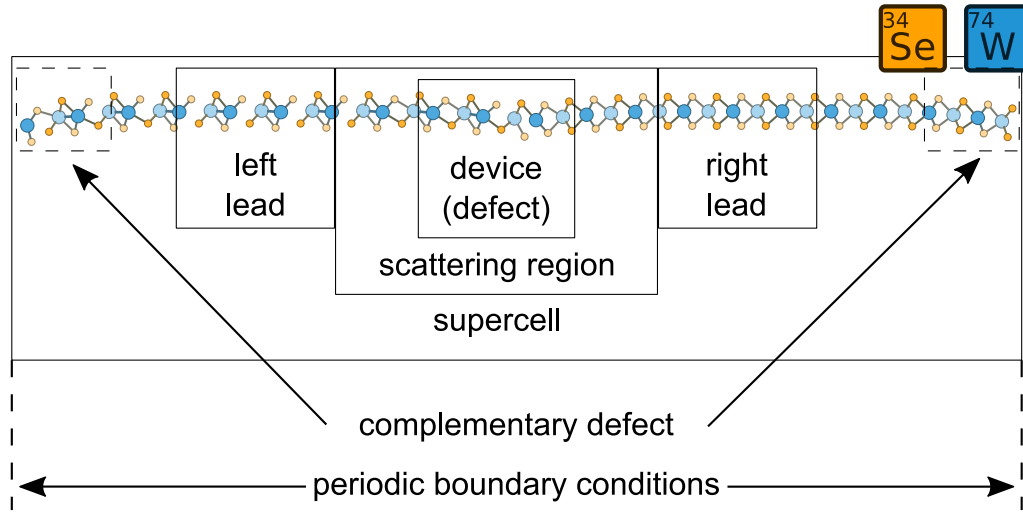 34
Se
74
W
left
lead
device
(defect)
right
lead
scattering region
supercell
complementary defect
periodic boundary conditions